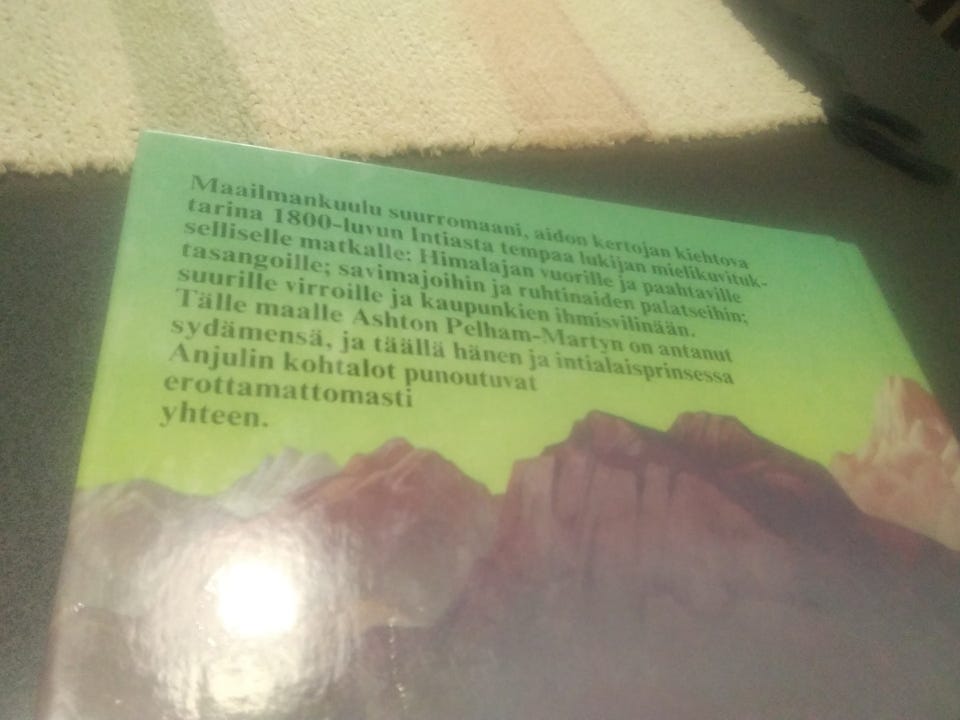 Maailmankuulu suurromaani, aidon kertojan kiehtova
tarina 1800-luvun Intiasta tempaa lukijan mielikuvituk-
selliselle matkalle: Himalajan vuorille ja paahtaville
tasangoille; savimajoihin ja ruhtinaiden palatseihin;
suurille virroille ja kaupunkien ihmisvilinään.
Tälle maalle Ashton Pelham-Martyn on antanut
sydämensä, ja täällä hänen ja intialaisprinsessa
Anjulin kohtalot punoutuvat
erottamattomasti
yhteen.